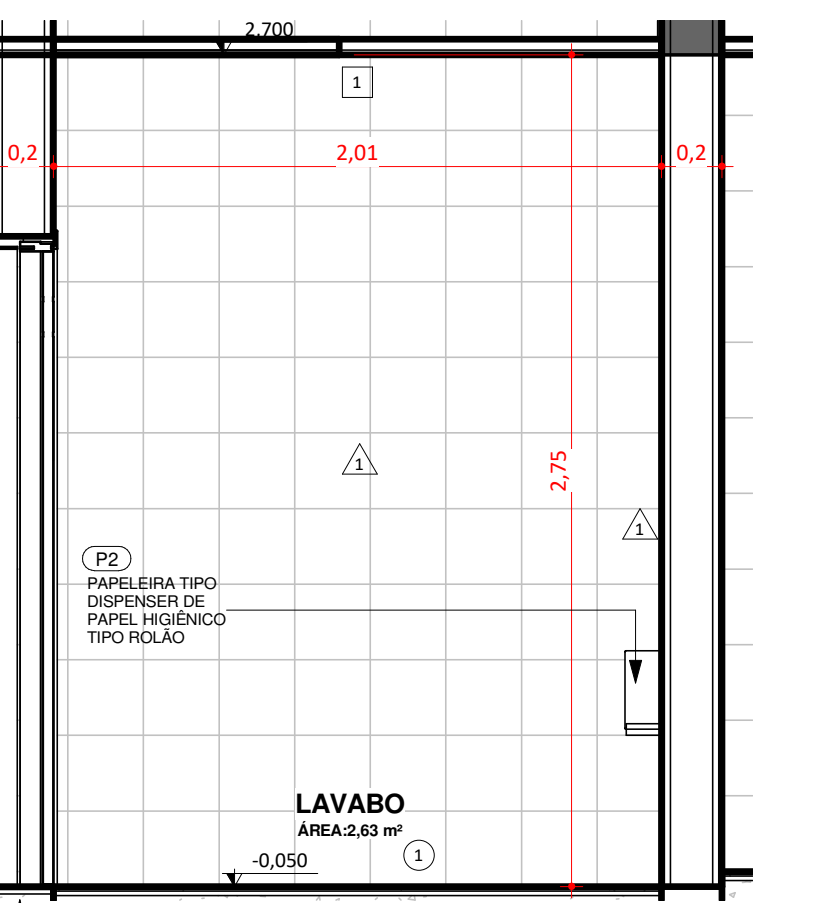 2.700
1
0,2
2,01
0,2
2,75
1
1
P2
PAPELEIRA TIPO
DISPENSER DE
PAPEL HIGIÊNICO
TIPO ROLÃO
LAVABO
ÁREA:2,63 m²
1
-0,050